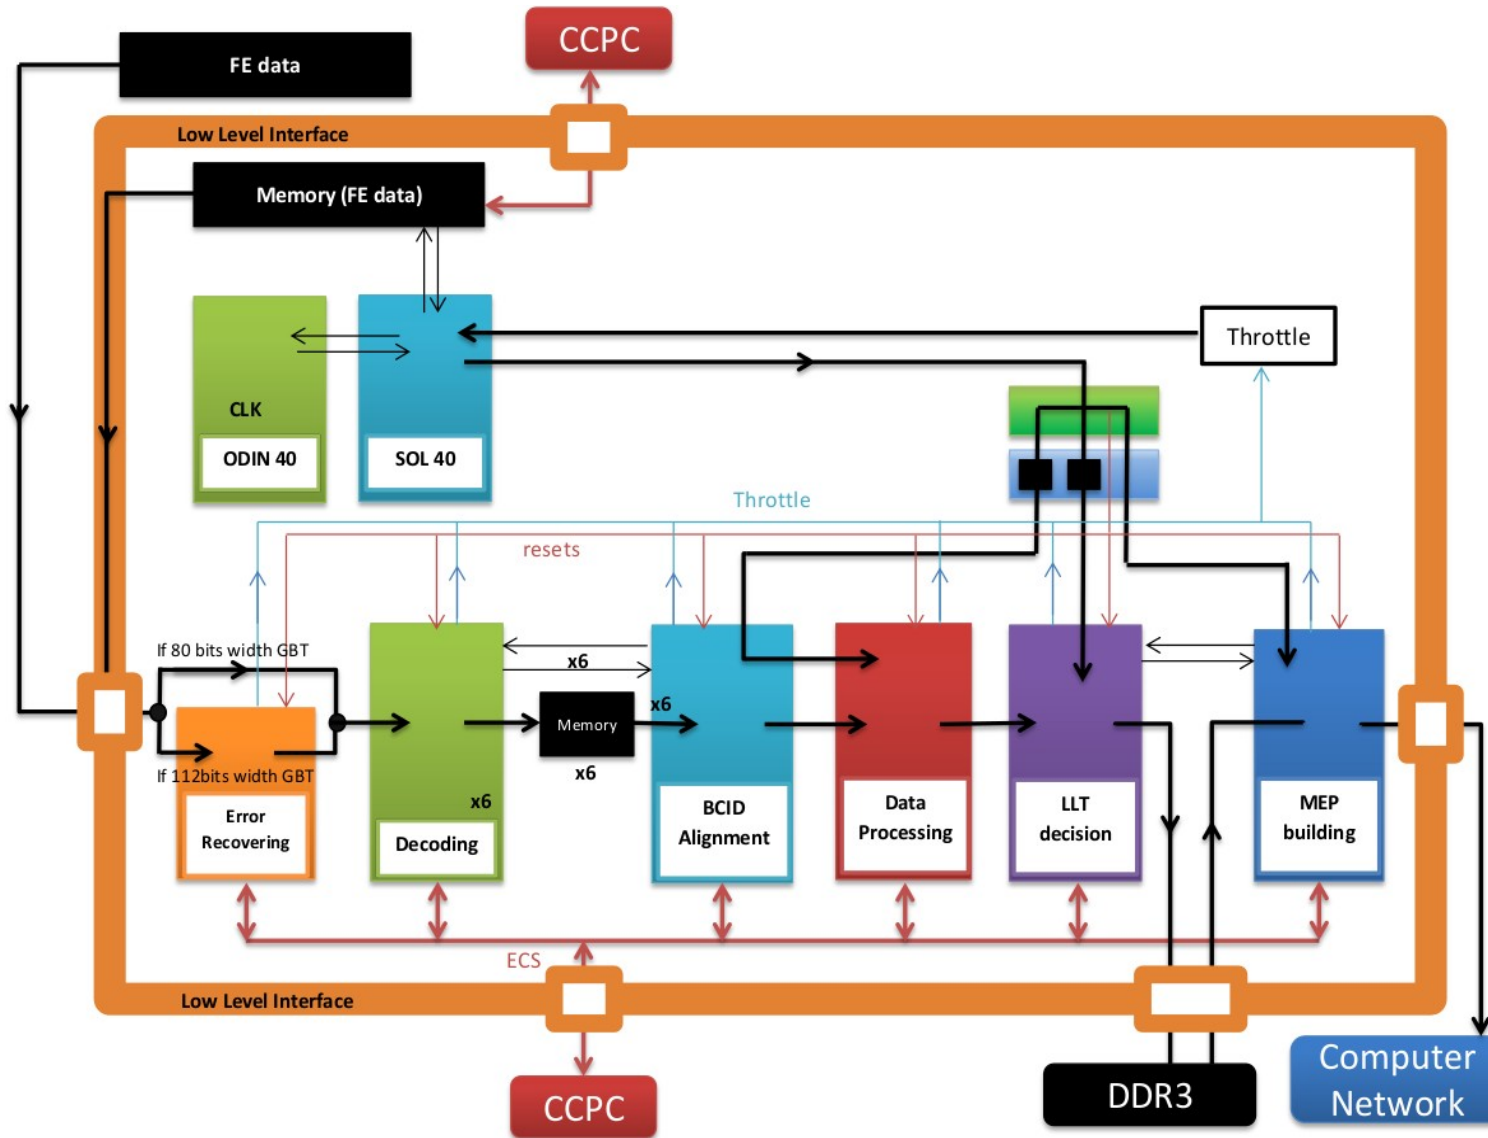 CCPC
FE data
Low Level Interface
Memory (FE data)
Throttle
CLK
ODIN 40
SOL 40
Throttle
resets
If 80 bits width GBT
x6
x6
Memory
If 112bits width GBT
x6
x6
Error
Recovering
Decoding
BCID
Alignment
Data
Processing
LLT
decision
MEP
building
ECS
Low Level Interface
CCPC
DDR3
Computer
Network